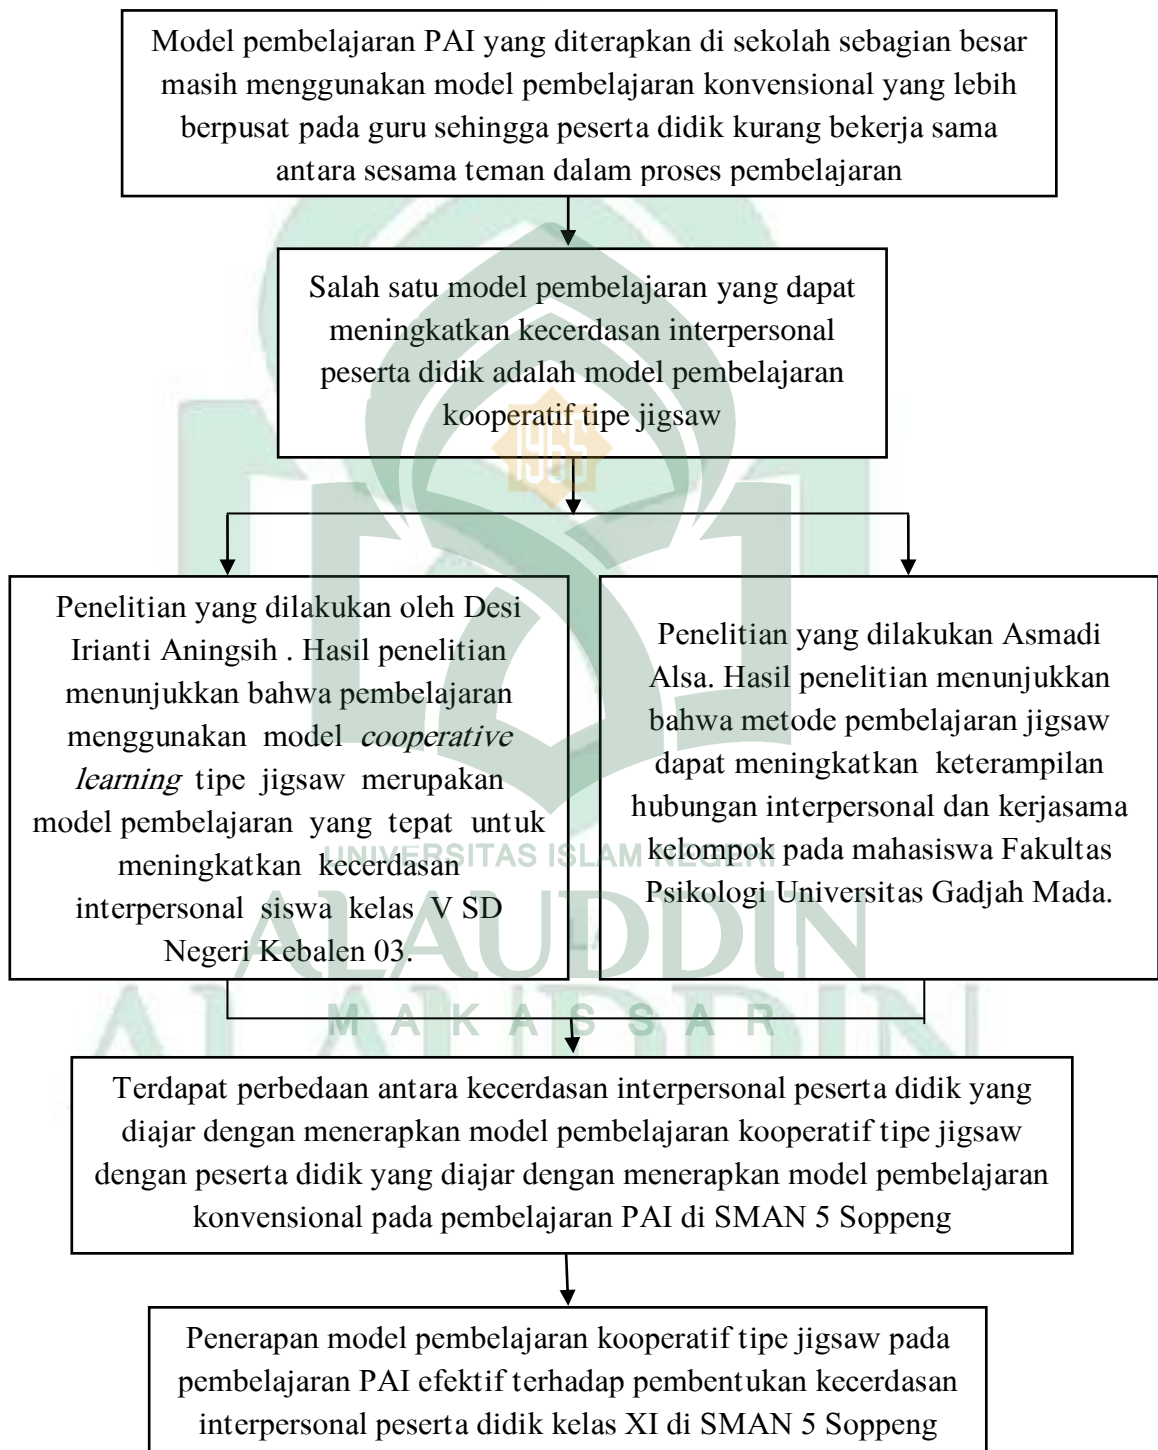 Model pembelajaran PAI yang diterapkan di sekolah sebagian besar
masih menggunakan model pembelajaran konvensional yang lebih
berpusat pada guru sehingga peserta didik kurang bekerja sama
antara sesama teman dalam proses pembelajaran
Salah satu model pembelajaran yang dapat
meningkatkan kecerdasan interpersonal
peserta didik adalah model pembelajaran
kooperatif tipe jigsaw
1965
Penelitian yang dilakukan oleh Desi
Irianti Aningsih . Hasil penelitian
menunjukkan bahwa pembelajaran
menggunakan model cooperative
learning tipe jigsaw merupakan
model pembelajaran yang tepat untuk
meningkatkan kecerdasan
interpersonal siswa kelas V SD
Negeri Kebalen 03.
Penelitian yang dilakukan Asmadi
Alsa. Hasil penelitian menunjukkan
bahwa metode pembelajaran jigsaw
dapat meningkatkan keterampilan
hubungan interpersonal dan kerjasama
kelompok pada mahasiswa Fakultas
Psikologi Universitas Gadjah Mada.
UNIVERSITAS ISLAM NEGERI
ALAUDDIN
MAKASSAR
ALAUDDIN
Terdapat perbedaan antara kecerdasan interpersonal peserta didik yang
diajar dengan menerapkan model pembelajaran kooperatif tipe jigsaw
dengan peserta didik yang diajar dengan menerapkan model pembelajaran
konvensional pada pembelajaran PAI di SMAN 5 Soppeng
Penerapan model pembelajaran kooperatif tipe jigsaw pada
pembelajaran PAI efektif terhadap pembentukan kecerdasan
interpersonal peserta didik kelas XI di SMAN 5 Soppeng